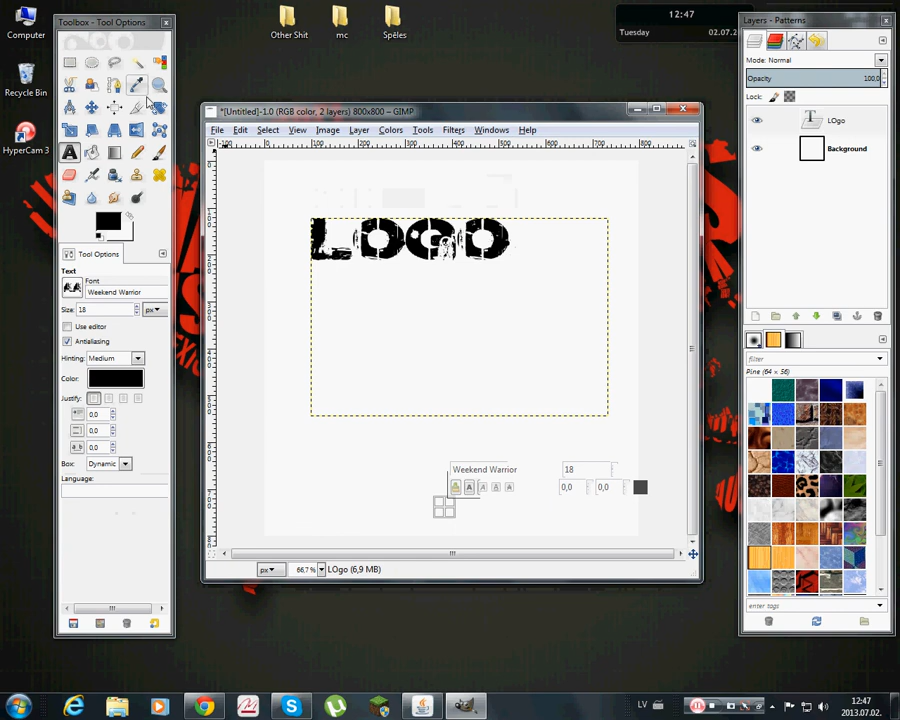 12:47
Tuesday
02.07.2
Computer
Recycle Bin
HyperCam 3
Other Shit
mc
Spēles
Toolbox - Tool Options
Tool Options
Text
Font
Weekend Warrior
Size: 18
px
Use editor
Antialiasing
Hinting: Medium
Color:
Justify:
0,0
0,0
0,0
Box: Dynamic
Language:
*[Untitled]-1.0 (RGB color, 2 layers) 800x800 – GIMP
File Edit Select View Image Layer Colors Tools Filters Windows Help
LOGO
Weekend Warrior 18
0,0 0,0
px 66,7% LOgo (6,9 MB)
Layers - Patterns
Mode: Normal
Opacity 100,0
Lock:
LOgo
Background
filter
Pine (64 × 56)
enter tags
LV
12:47
2013.07.02.